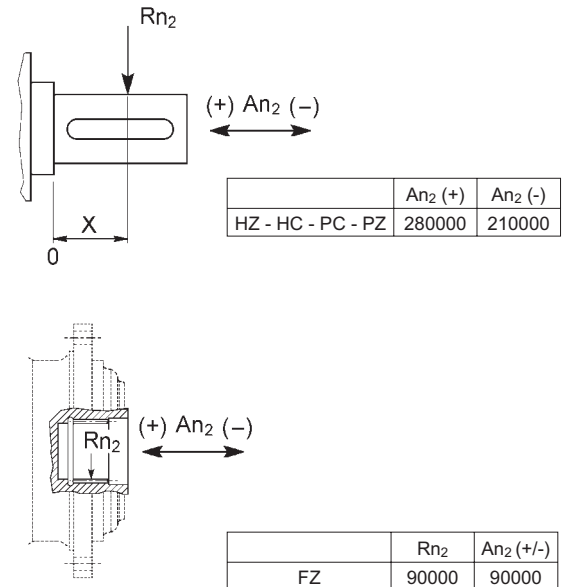 Rn₂
(+) An₂ (–)
X
0
An₂ (+) An₂ (-)
HZ - HC - PC - PZ 280000 210000
Rn₂
(+) An₂ (–)
Rn₂ An₂ (+/-)
FZ 90000 90000